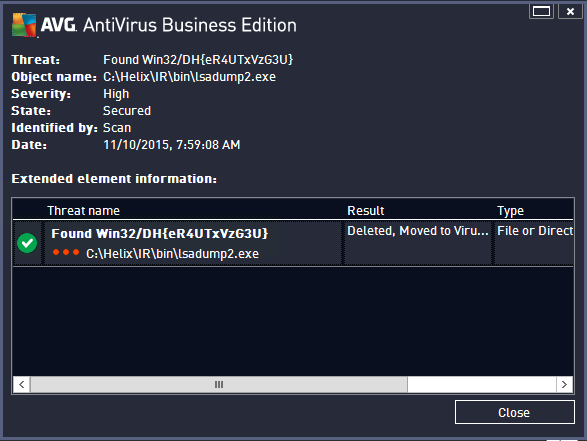 AVG. AntiVirus Business Edition
Threat: Found Win32/DH{eR4UTxVzG3U}
Object name: C:\Helix\IR\bin\lsadump2.exe
Severity: High
State: Secured
Identified by: Scan
Date: 11/10/2015, 7:59:08 AM
Extended element information:
Threat name Result Type
Found Win32/DH{eR4UTxVzG3U} Deleted, Moved to Viru... File or Direct
C:\Helix\IR\bin\lsadump2.exe
Close